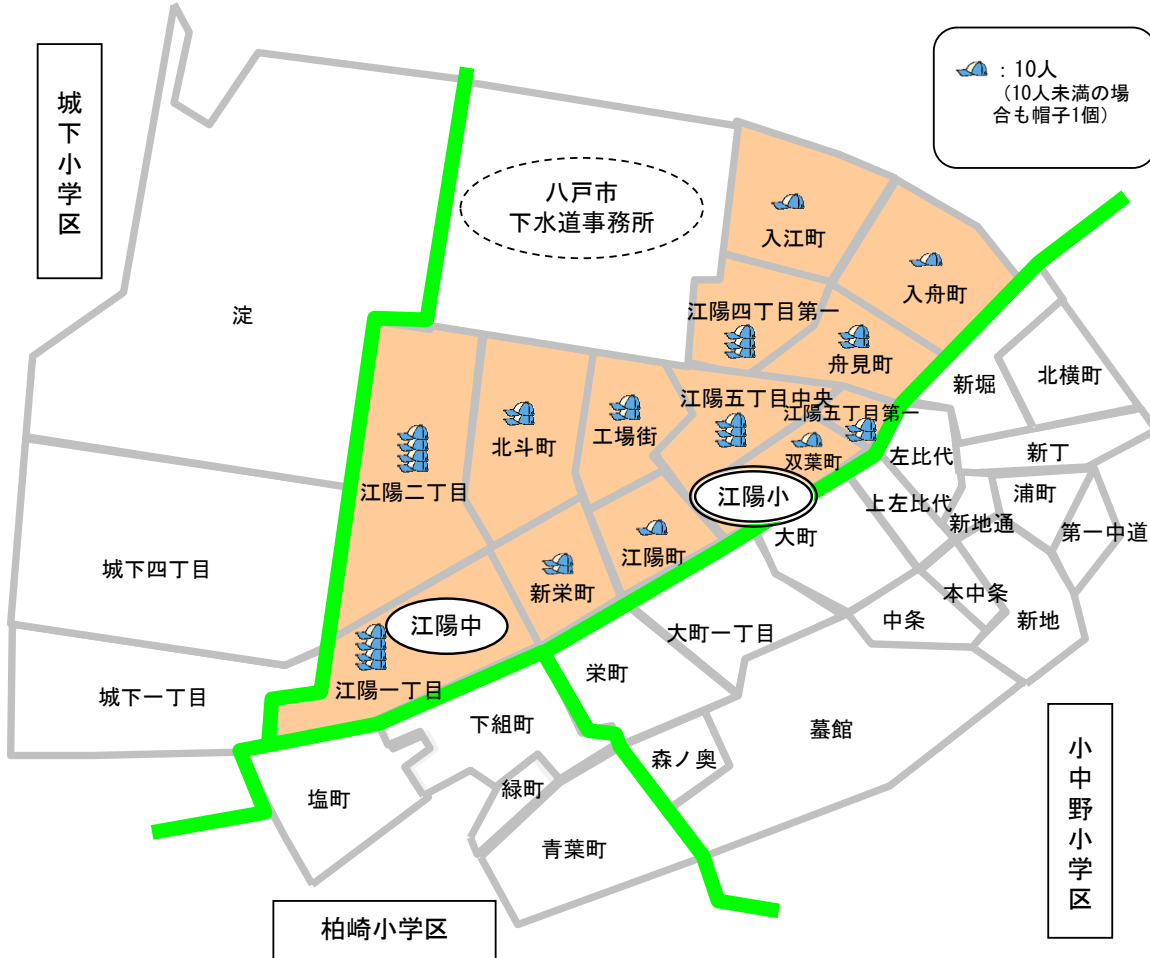 城下小学区
：10人
（10人未満の場
合も帽子1個）
八戸市
下水道事務所
入江町
入舟町
淀
江陽四丁目第一
舟見町
新堀
北横町
江陽五丁目中央
江陽五丁目第一
北斗町
工場街
双葉町
左比代
新丁
江陽二丁目
江陽小
上左比代
浦町
新地通
第一中道
大町
江陽町
城下四丁目
新栄町
本中条
中条
新地
江陽中
大町一丁目
栄町
江陽一丁目
城下一丁目
下組町
墓館
森ノ奥
緑町
塩町
青葉町
小中野小学区
柏崎小学区